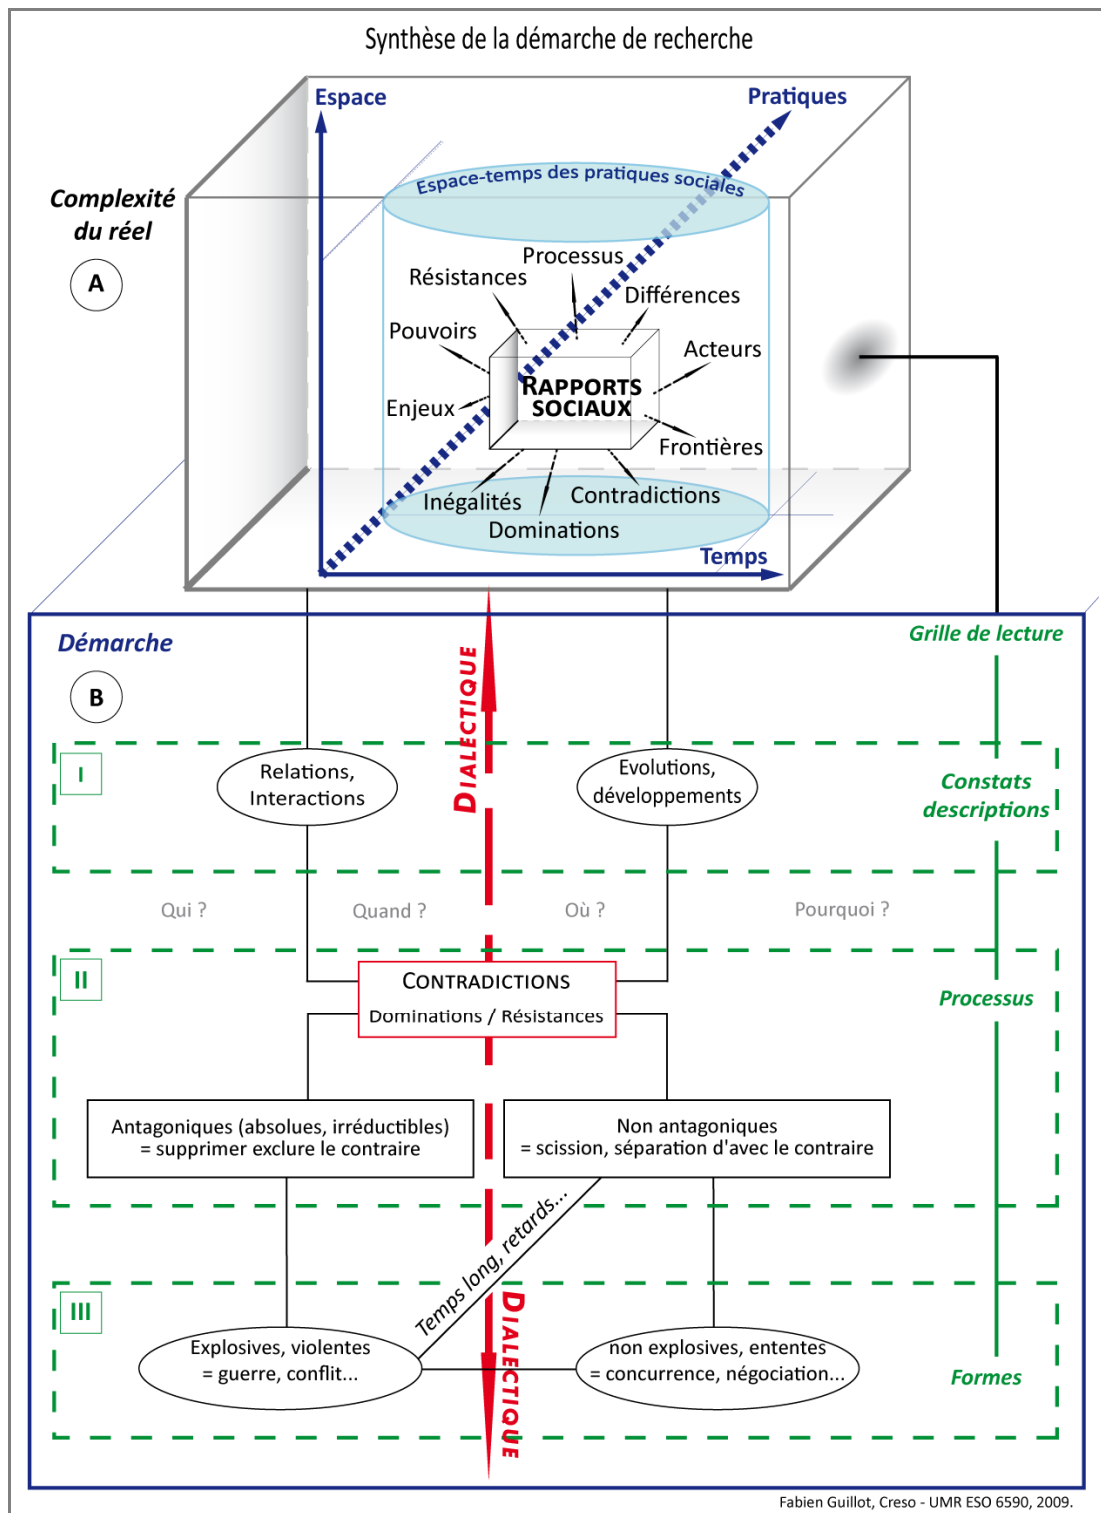 Synthèse de la démarche de recherche
Espace
Pratiques
Espace-temps des pratiques sociales
Complexité
du réel
A
Processus
Résistances
Différences
Pouvoirs
Acteurs
RAPPORTS
SOCIAUX
Enjeux
Frontières
Inégalités
Contradictions
Dominations
Temps
Démarche
Grille de lecture
B
DIALECTIQUE
I
Relations,
Interactions
Evolutions,
développements
Constats
descriptions
Qui ?
Quand ?
Où ?
Pourquoi ?
II
CONTRADICTIONS
Dominations / Résistances
Processus
Antagoniques (absolues, irréductibles)
= supprimer exclure le contraire
Non antagoniques
= scission, séparation d'avec le contraire
Temps long, retards...
III
DIALECTIQUE
Explosives, violentes
= guerre, conflit...
non explosives, ententes
= concurrence, négociation...
Formes
Fabien Guillot, Creso - UMR ESO 6590, 2009.